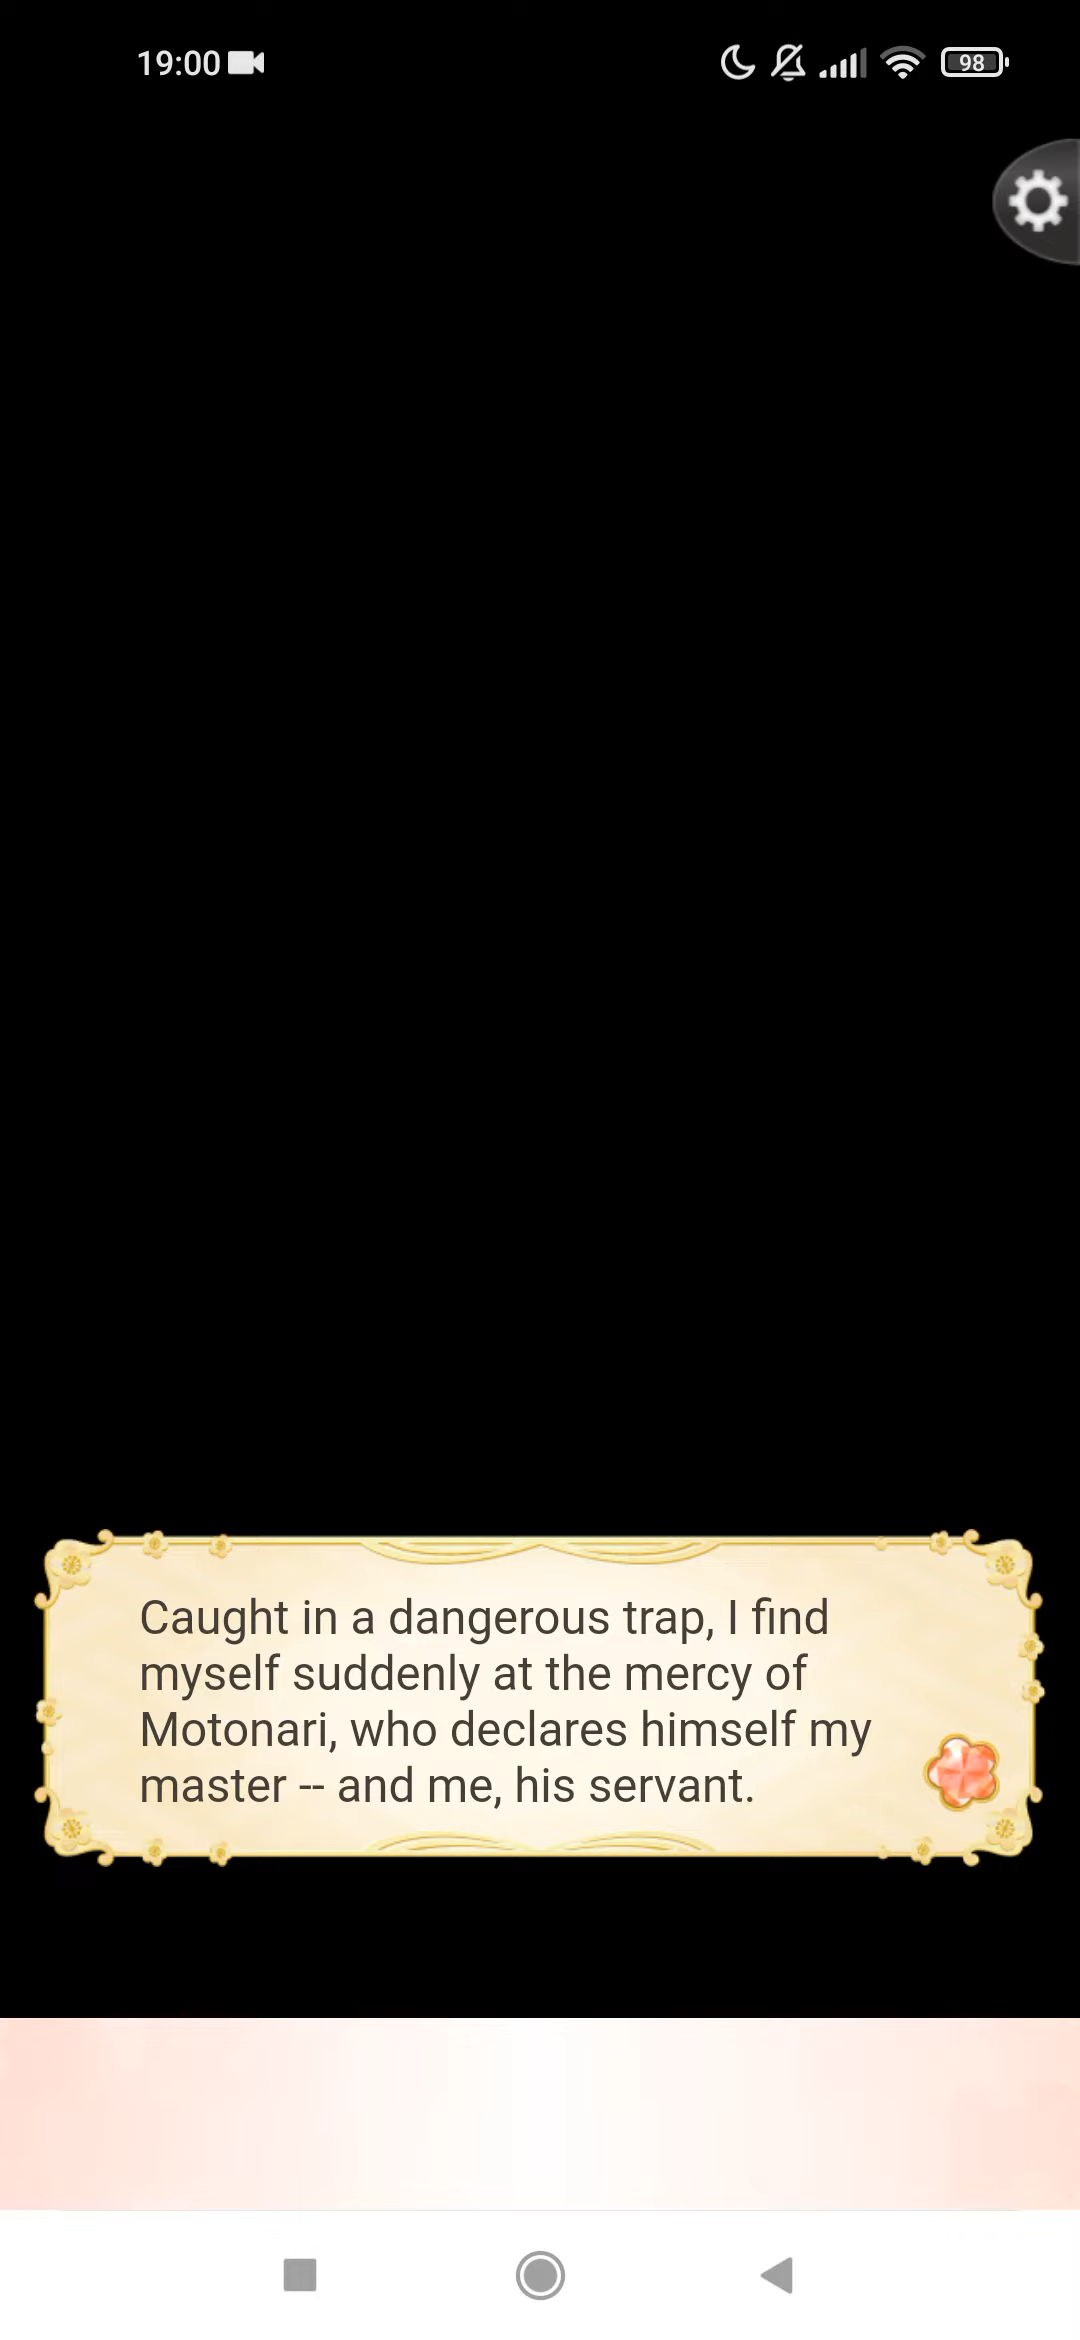 19:00
98
Caught in a dangerous trap, I find
myself suddenly at the mercy of
Motonari, who declares himself my
master -- and me, his servant.